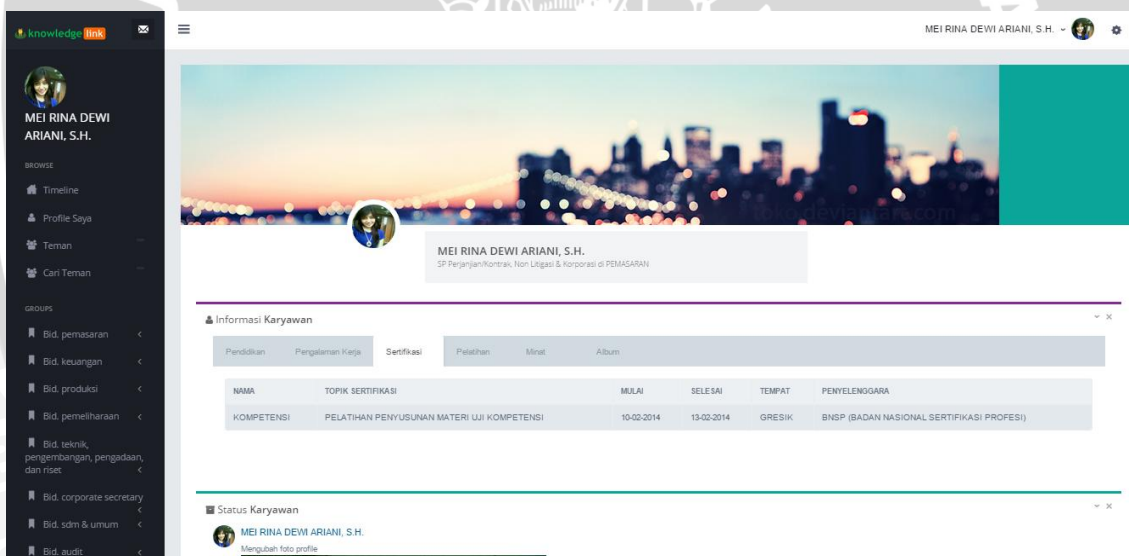 knowledge link
MEI RINA DEWI ARIANI, S.H.
MEI RINA DEWI
ARIANI, S.H.
BROWSE
Timeline
Profile Saya
Teman
Cari Teman
GROUPS
Bid. pemasaran
Bid. keuangan
Bid. produksi
Bid. pemeliharaan
Bid. teknik,
pengembangan, pengadaan,
dan riset
Bid. corporate secretary
Bid. sdm & umum
Bid. audit
MEI RINA DEWI ARIANI, S.H.
SP Perjanjian/Kontrak, Non Litigasi & Korporasi di PEMASARAN
Informasi Karyawan
Pendidikan Pengalaman Kerja Sertifikasi Pelatihan Minat Album
NAMA TOPIK SERTIFIKASI MULAI SELESAI TEMPAT PENYELENGGARA
KOMPETENSI PELATIHAN PENYUSUNAN MATERI UJI KOMPETENSI 10-02-2014 13-02-2014 GRESIK BNSP (BADAN NASIONAL SERTIFIKASI PROFESI)
Status Karyawan
MEI RINA DEWI ARIANI, S.H.
Mengubah foto profile